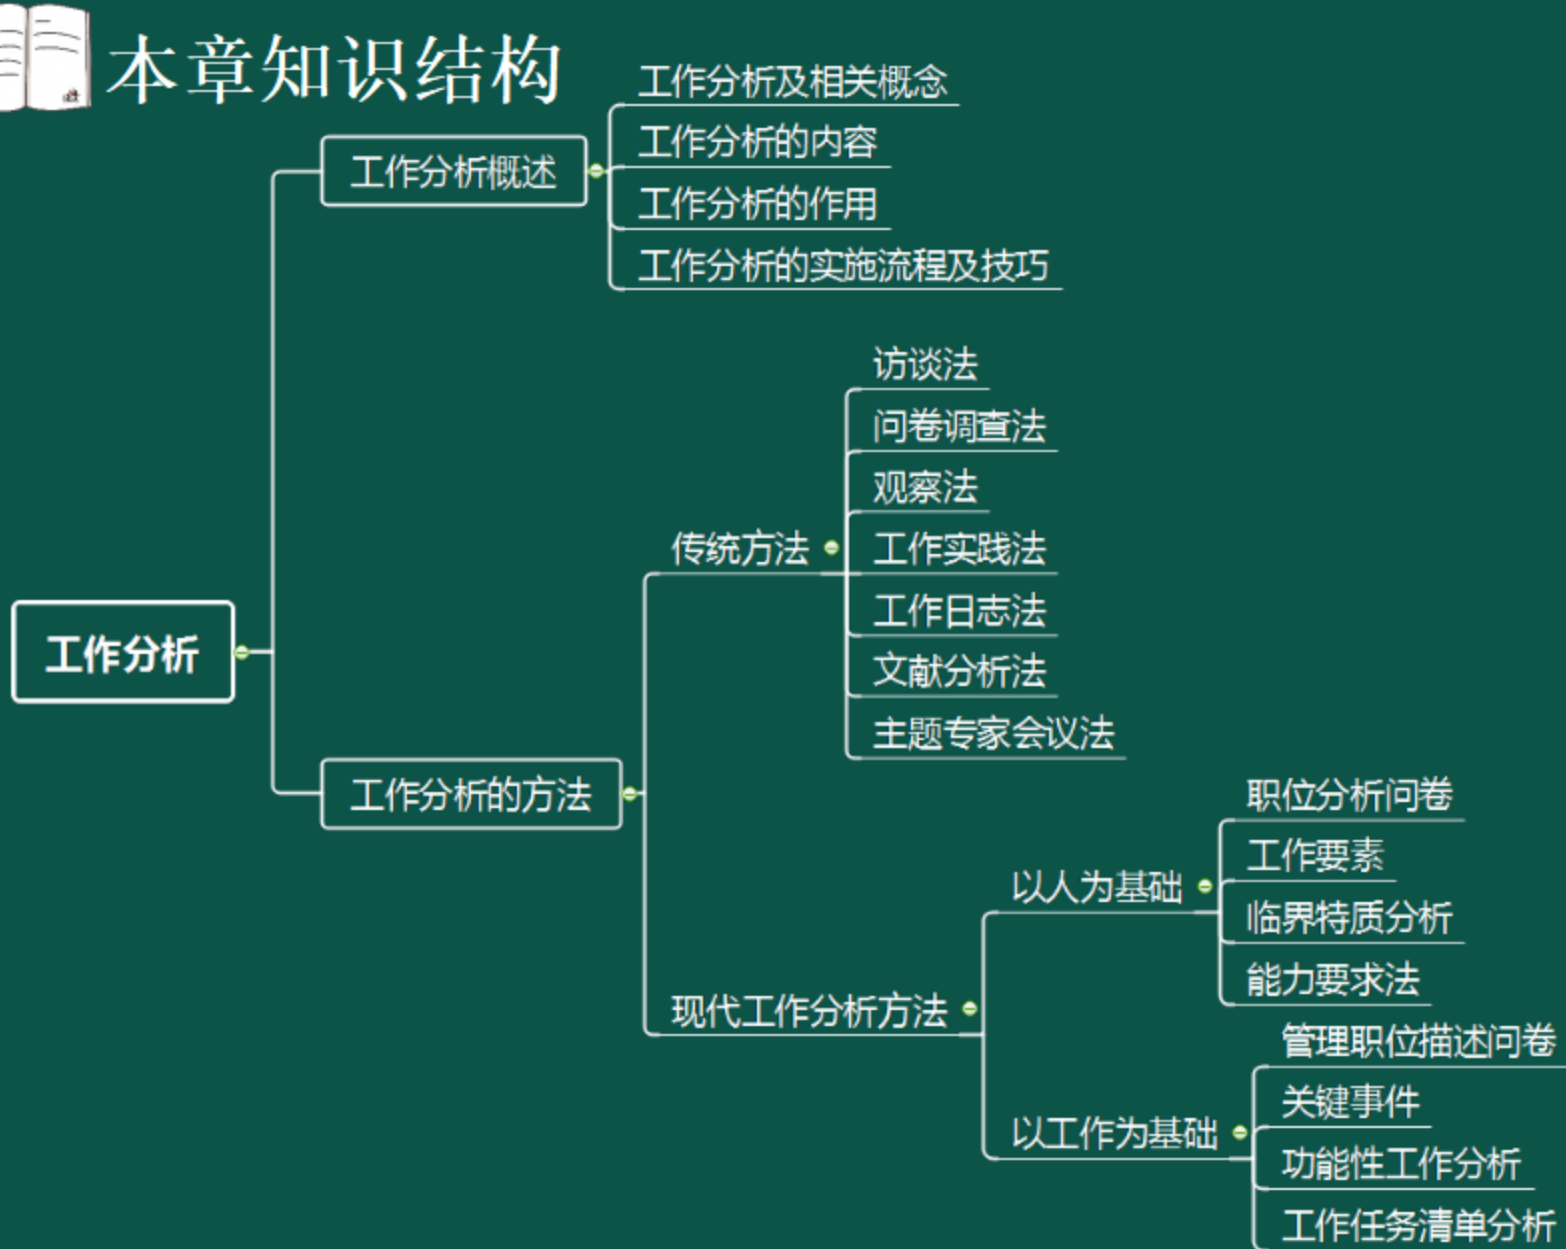 本章知识结构
工作分析
工作分析概述
工作分析及相关概念
工作分析的内容
工作分析的作用
工作分析的实施流程及技巧
工作分析的方法
传统方法
访谈法
问卷调查法
观察法
工作实践法
工作日志法
文献分析法
主题专家会议法
现代工作分析方法
以人为基础
职位分析问卷
工作要素
临界特质分析
能力要求法
以工作为基础
管理职位描述问卷
关键事件
功能性工作分析
工作任务清单分析